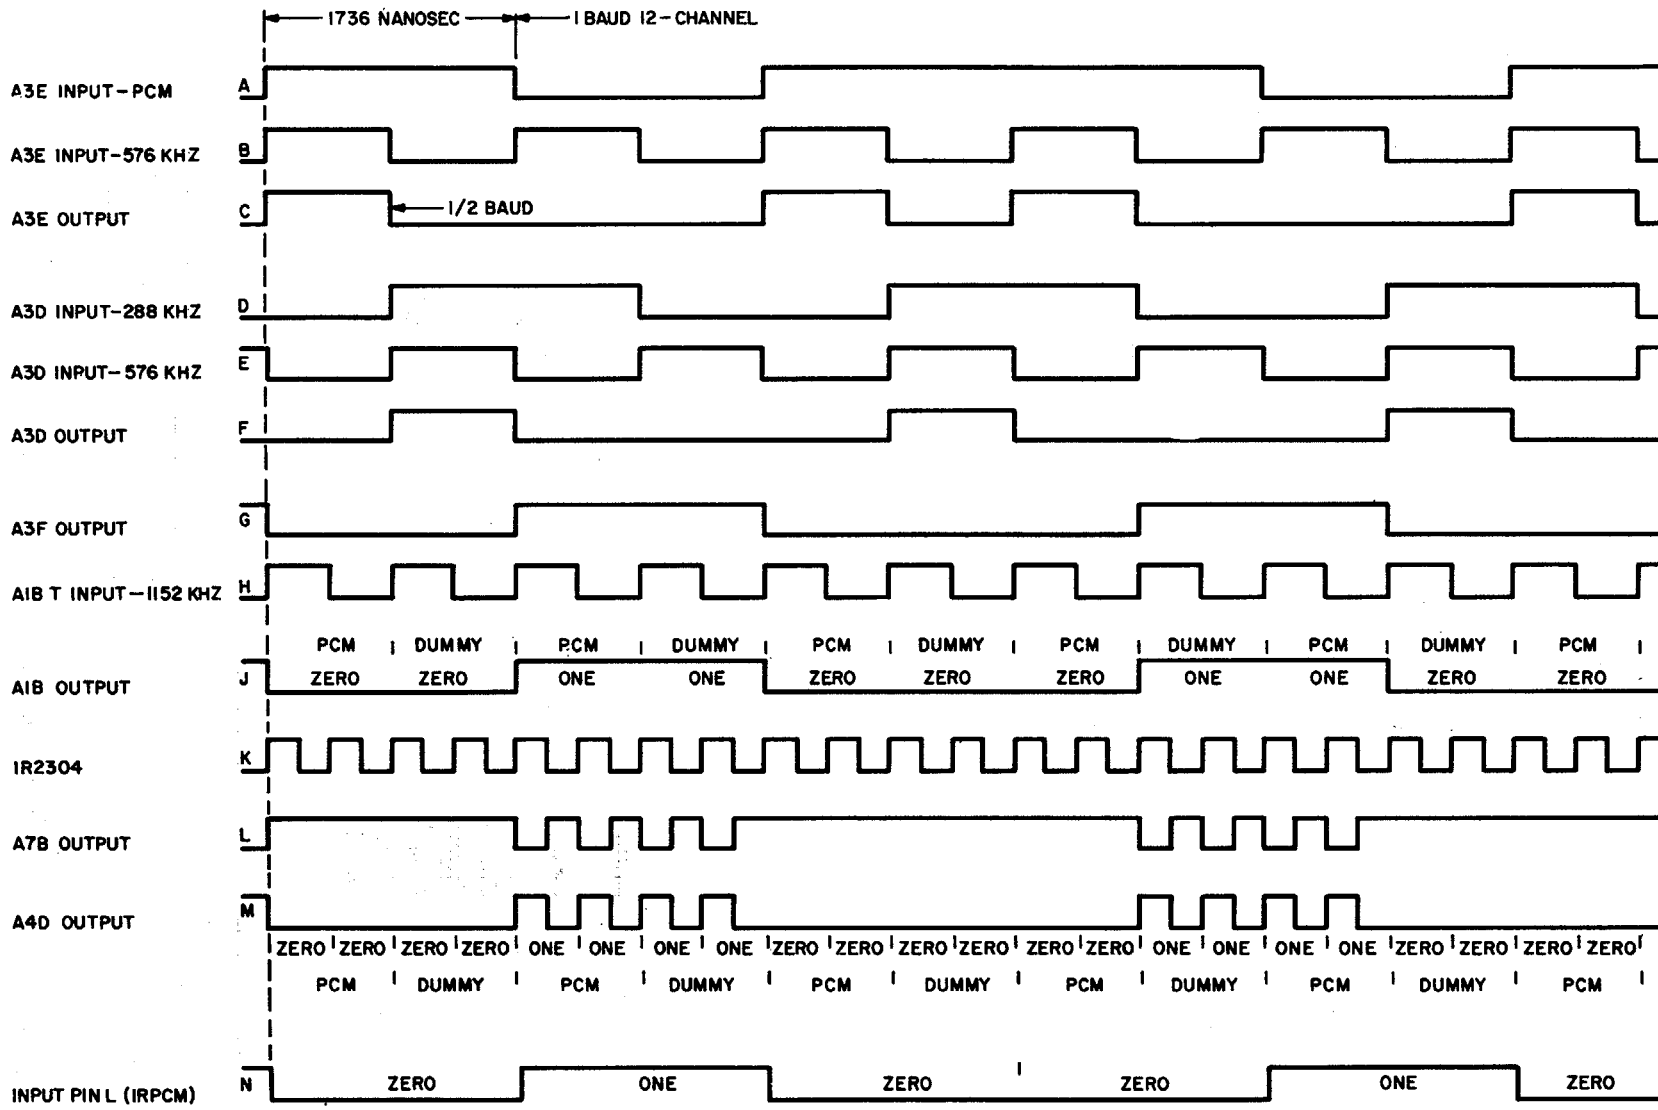 1736 NANOSEC 1 BAUD 12-CHANNEL
A3E INPUT-PCM A
A3E INPUT-576 KHZ B
A3E OUTPUT C 1/2 BAUD
A3D INPUT-288 KHZ D
A3D INPUT-576 KHZ E
A3D OUTPUT F
A3F OUTPUT G
A1B T INPUT-1152 KHZ H
PCM DUMMY PCM DUMMY PCM DUMMY PCM DUMMY PCM DUMMY PCM
A1B OUTPUT J ZERO ZERO ONE ONE ZERO ZERO ZERO ONE ONE ZERO ZERO
1R2304 K
A7B OUTPUT L
A4D OUTPUT M
ZERO ZERO ZERO ZERO ONE ONE ONE ONE ZERO ZERO ZERO ZERO ZERO ZERO ONE ONE ONE ONE ZERO ZERO ZERO ZERO
PCM DUMMY PCM DUMMY PCM DUMMY PCM DUMMY PCM DUMMY PCM
INPUT PIN L (IRPCM) N ZERO ONE ZERO ZERO ONE ZERO